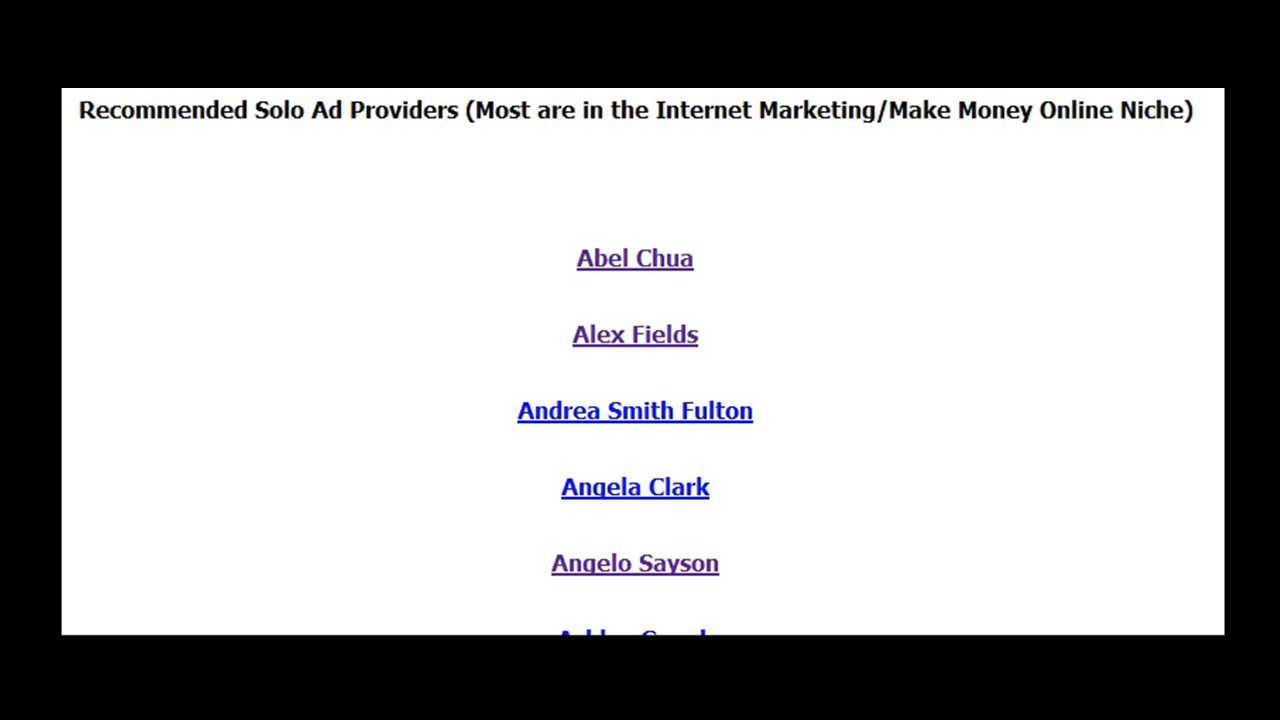 Recommended Solo Ad Providers (Most are in the Internet Marketing/Make Money Online Niche)
Abel Chua
Alex Fields
Andrea Smith Fulton
Angela Clark
Angelo Sayson